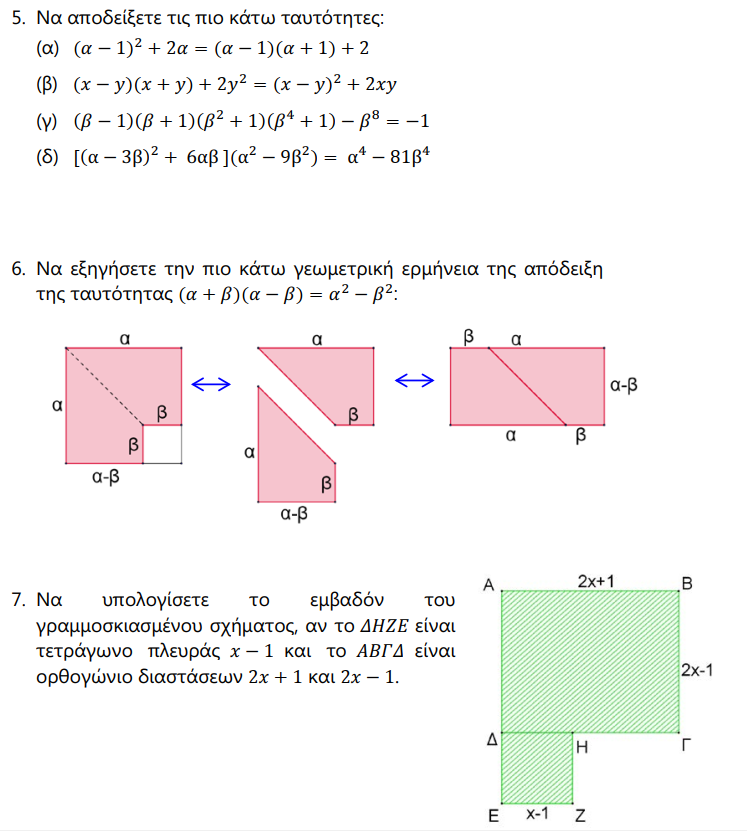 5. Να αποδείξετε τις πιο κάτω ταυτότητες:
(α) (α − 1)² + 2α = (α − 1)(α + 1) + 2
(β) (x − y)(x + y) + 2y² = (x − y)² + 2xy
(γ) (β − 1)(β + 1)(β² + 1)(β⁴ + 1) − β⁸ = −1
(δ) [(α − 3β)² + 6αβ ](α² − 9β²) = α⁴ − 81β⁴
6. Να εξηγήσετε την πιο κάτω γεωμετρική ερμήνεια της απόδειξη
της ταυτότητας (α + β)(α − β) = α² − β²:
α
α
β
β
α-β
α
β
α
β
α-β
β α
α-β
α β
7. Να υπολογίσετε το εμβαδόν του
γραμμοσκιασμένου σχήματος, αν το ΔΗΖΕ είναι
τετράγωνο πλευράς x − 1 και το ΑΒΓΔ είναι
ορθογώνιο διαστάσεων 2x + 1 και 2x − 1.
Α 2x+1 Β
2x-1
Δ Η Γ
Ε x-1 Ζ